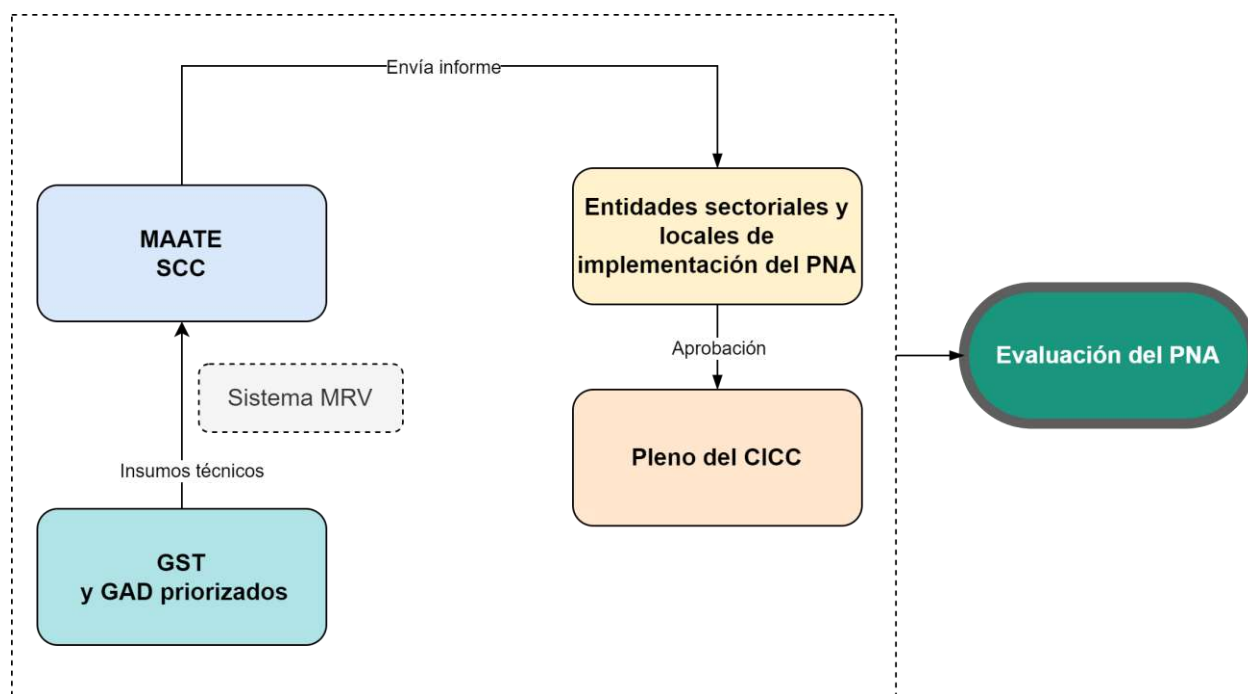 Envía informe
MAATE
SCC
Entidades sectoriales y
locales de
implementación del PNA
Evaluación del PNA
Aprobación
Sistema MRV
Pleno del CICC
Insumos técnicos
GST
y GAD priorizados